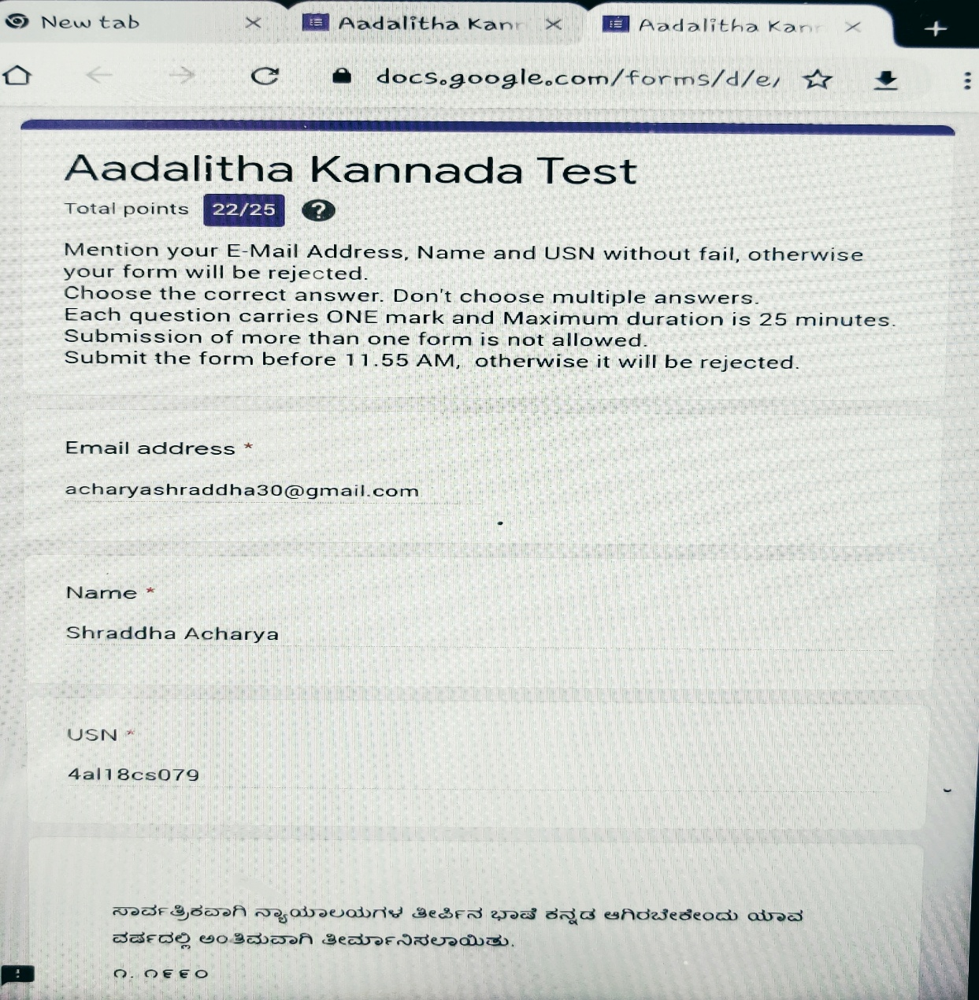 New tab
Aadalitha Kann
Aadalitha Kann
docs.google.com/forms/d/e/
Aadalitha Kannada Test
Total points 22/25 ?
Mention your E-Mail Address, Name and USN without fail, otherwise
your form will be rejected.
Choose the correct answer. Don't choose multiple answers.
Each question carries ONE mark and Maximum duration is 25 minutes.
Submission of more than one form is not allowed.
Submit the form before 11.55 AM, otherwise it will be rejected.
Email address *
acharyashraddha30@gmail.com
Name *
Shraddha Acharya
USN *
4al18cs079
ಸಾರ್ವತ್ರಿಕವಾಗಿ ನ್ಯಾಯಾಲಯಗಳ ತೀರ್ಪಿನ ಭಾಷೆ ಕನ್ನಡ ಆಗಿರಬೇಕೇಂದು ಯಾವ
ವರ್ಷದಲ್ಲಿ ಅಂತಿಮವಾಗಿ ತೀರ್ಮಾನಿಸಲಾಯಿತು.
೧. ೧೯೯೦